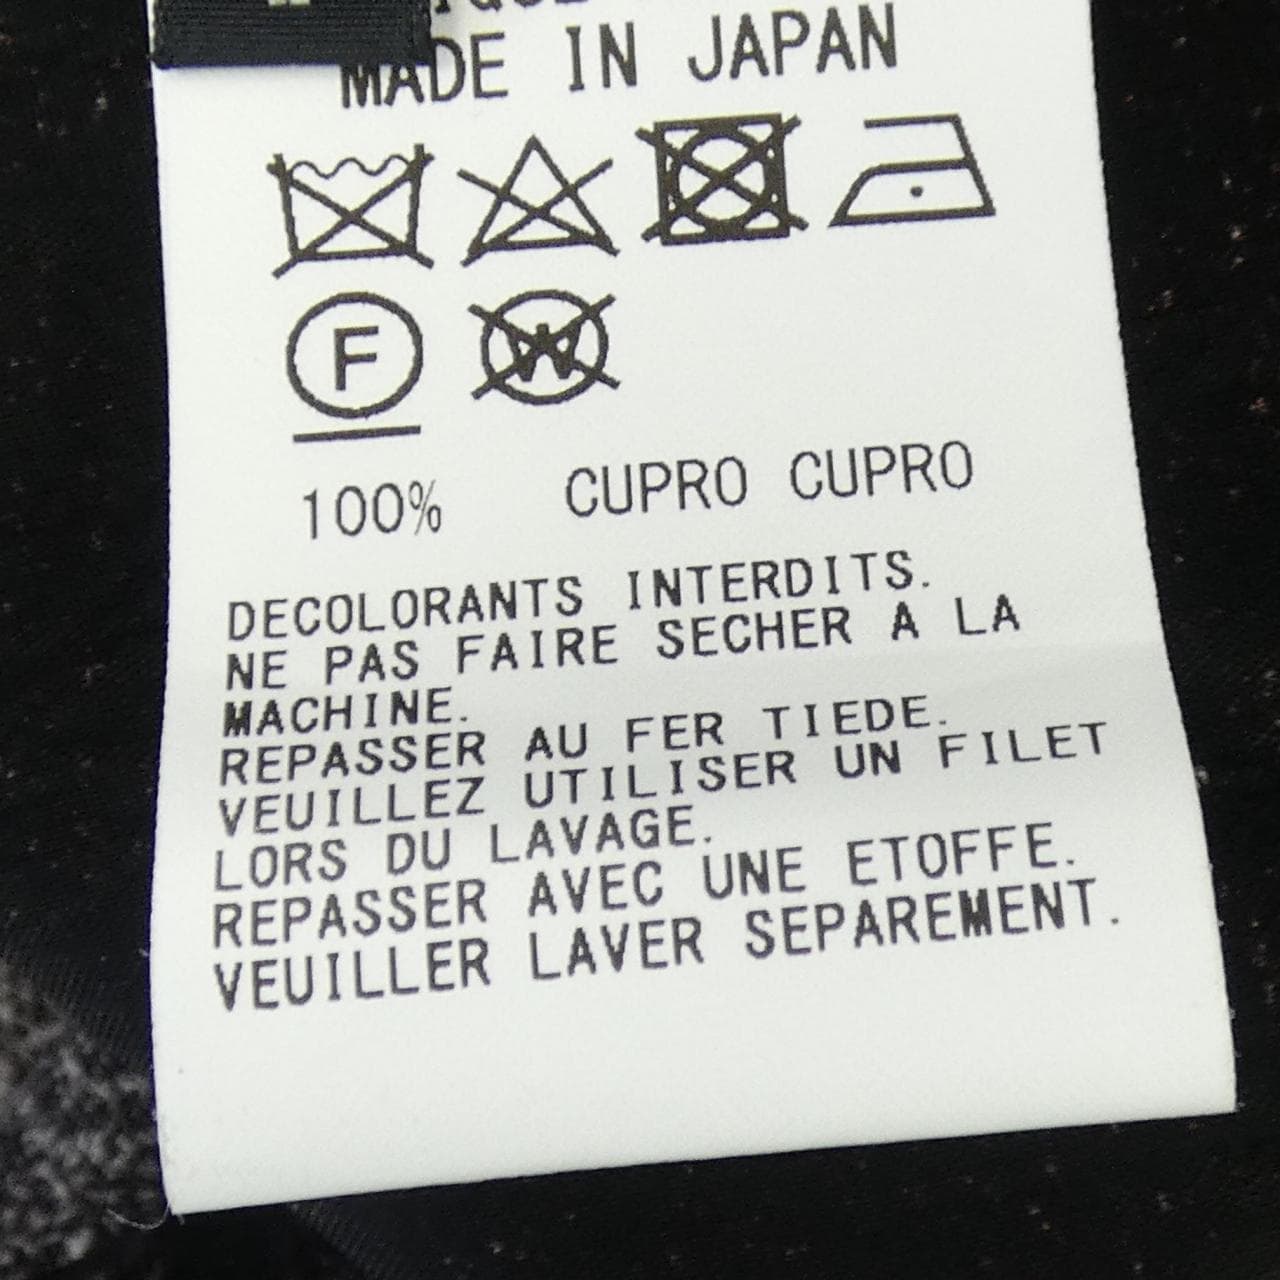 MADE IN JAPAN
F W
100% CUPRO CUPRO
DECOLORANTS INTERDITS.
NE PAS FAIRE SECHER A LA
MACHINE.
REPASSER AU FER TIEDE.
VEUILLEZ UTILISER UN FILET
LORS DU LAVAGE.
REPASSER AVEC UNE ETOFFE.
VEUILLER LAVER SEPAREMENT.